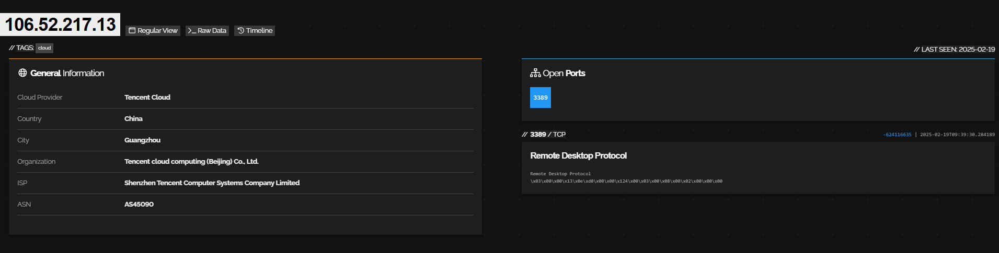 106.52.217.13
Regular View
Raw Data
Timeline
// TAGS: cloud
// LAST SEEN: 2025-02-19
General Information
Cloud Provider Tencent Cloud
Country China
City Guangzhou
Organization Tencent cloud computing (Beijing) Co., Ltd.
ISP Shenzhen Tencent Computer Systems Company Limited
ASN AS45090
Open Ports
3389
// 3389 / TCP
-624116635 | 2025-02-19T09:39:30.284189
Remote Desktop Protocol
Remote Desktop Protocol
\x03\x00\x00\x13\x0e\xd0\x00\x00\x124\x00\x03\x00\x08\x00\x02\x00\x00\x00